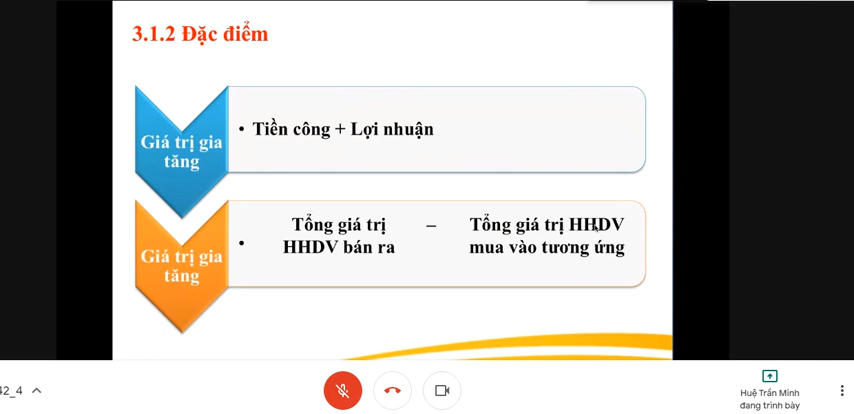 3.1.2 Đặc điểm
Giá trị gia
tăng
• Tiền công + Lợi nhuận
Giá trị gia
tăng
• Tổng giá trị – Tổng giá trị HHDV
HHDV bán ra mua vào tương ứng
42_4
Huệ Trần Minh
đang trình bày